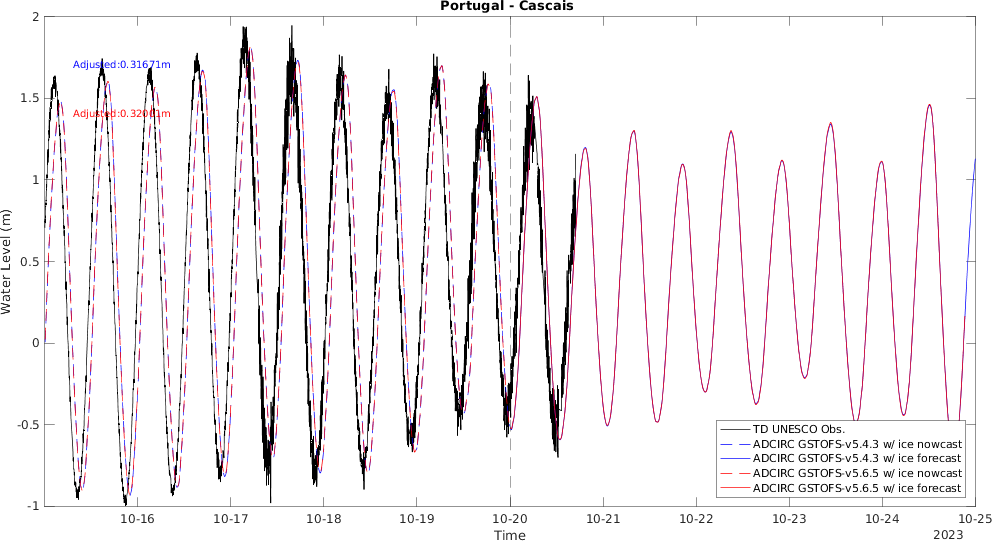 Portugal - Cascais
Water Level (m)
2
1.5
1
0.5
0
-0.5
-1
Adjusted:0.31671m
Adjusted:0.32001m
TD UNESCO Obs.
ADCIRC GSTOFS-v5.4.3 w/ ice nowcast
ADCIRC GSTOFS-v5.4.3 w/ ice forecast
ADCIRC GSTOFS-v5.6.5 w/ ice nowcast
ADCIRC GSTOFS-v5.6.5 w/ ice forecast
10-16 10-17 10-18 10-19 10-20 10-21 10-22 10-23 10-24 10-25
Time
2023